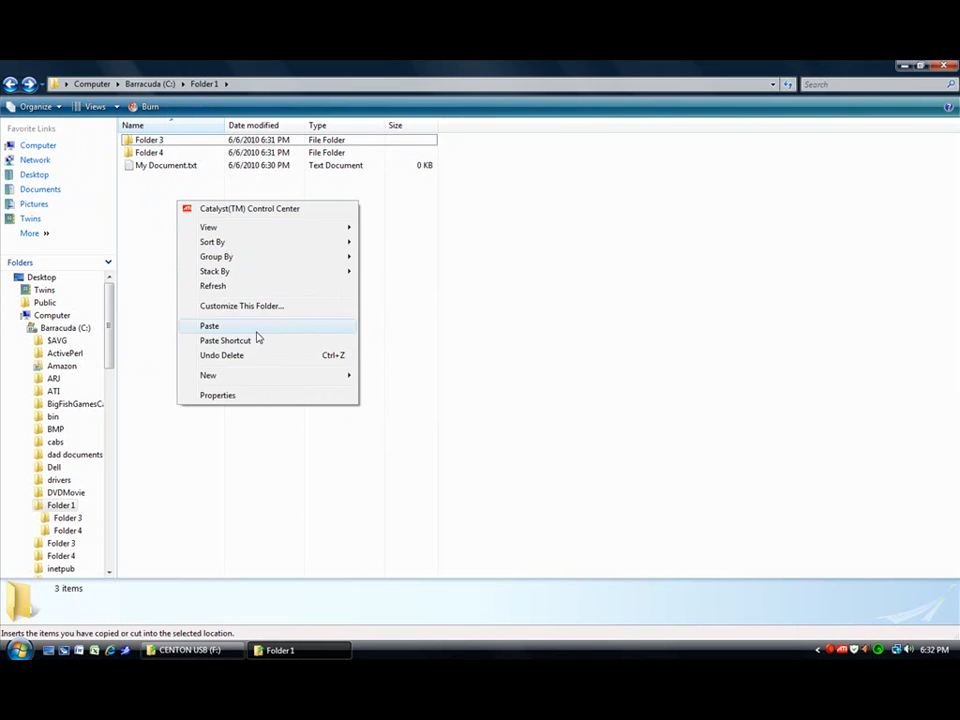 Computer Barracuda (C:) Folder 1
Search
Organize Views Burn
Favorite Links
Computer
Network
Desktop
Documents
Pictures
Twins
More »
Folders
Desktop
Twins
Public
Computer
Barracuda (C:)
$AVG
ActivePerl
Amazon
ARJ
ATI
BigFishGamesC
bin
BMP
cabs
dad documents
Dell
drivers
DVDMovie
Folder 1
Folder 3
Folder 4
Folder 3
Folder 4
inetpub
Name Date modified Type Size
Folder 3 6/6/2010 6:31 PM File Folder
Folder 4 6/6/2010 6:31 PM File Folder
My Document.txt 6/6/2010 6:30 PM Text Document 0 KB
Catalyst(TM) Control Center
View
Sort By
Group By
Stack By
Refresh
Customize This Folder...
Paste
Paste Shortcut
Undo Delete Ctrl+Z
New
Properties
3 items
Inserts the items you have copied or cut into the selected location.
CENTON USB (F:) Folder 1 ATI 6:32 PM